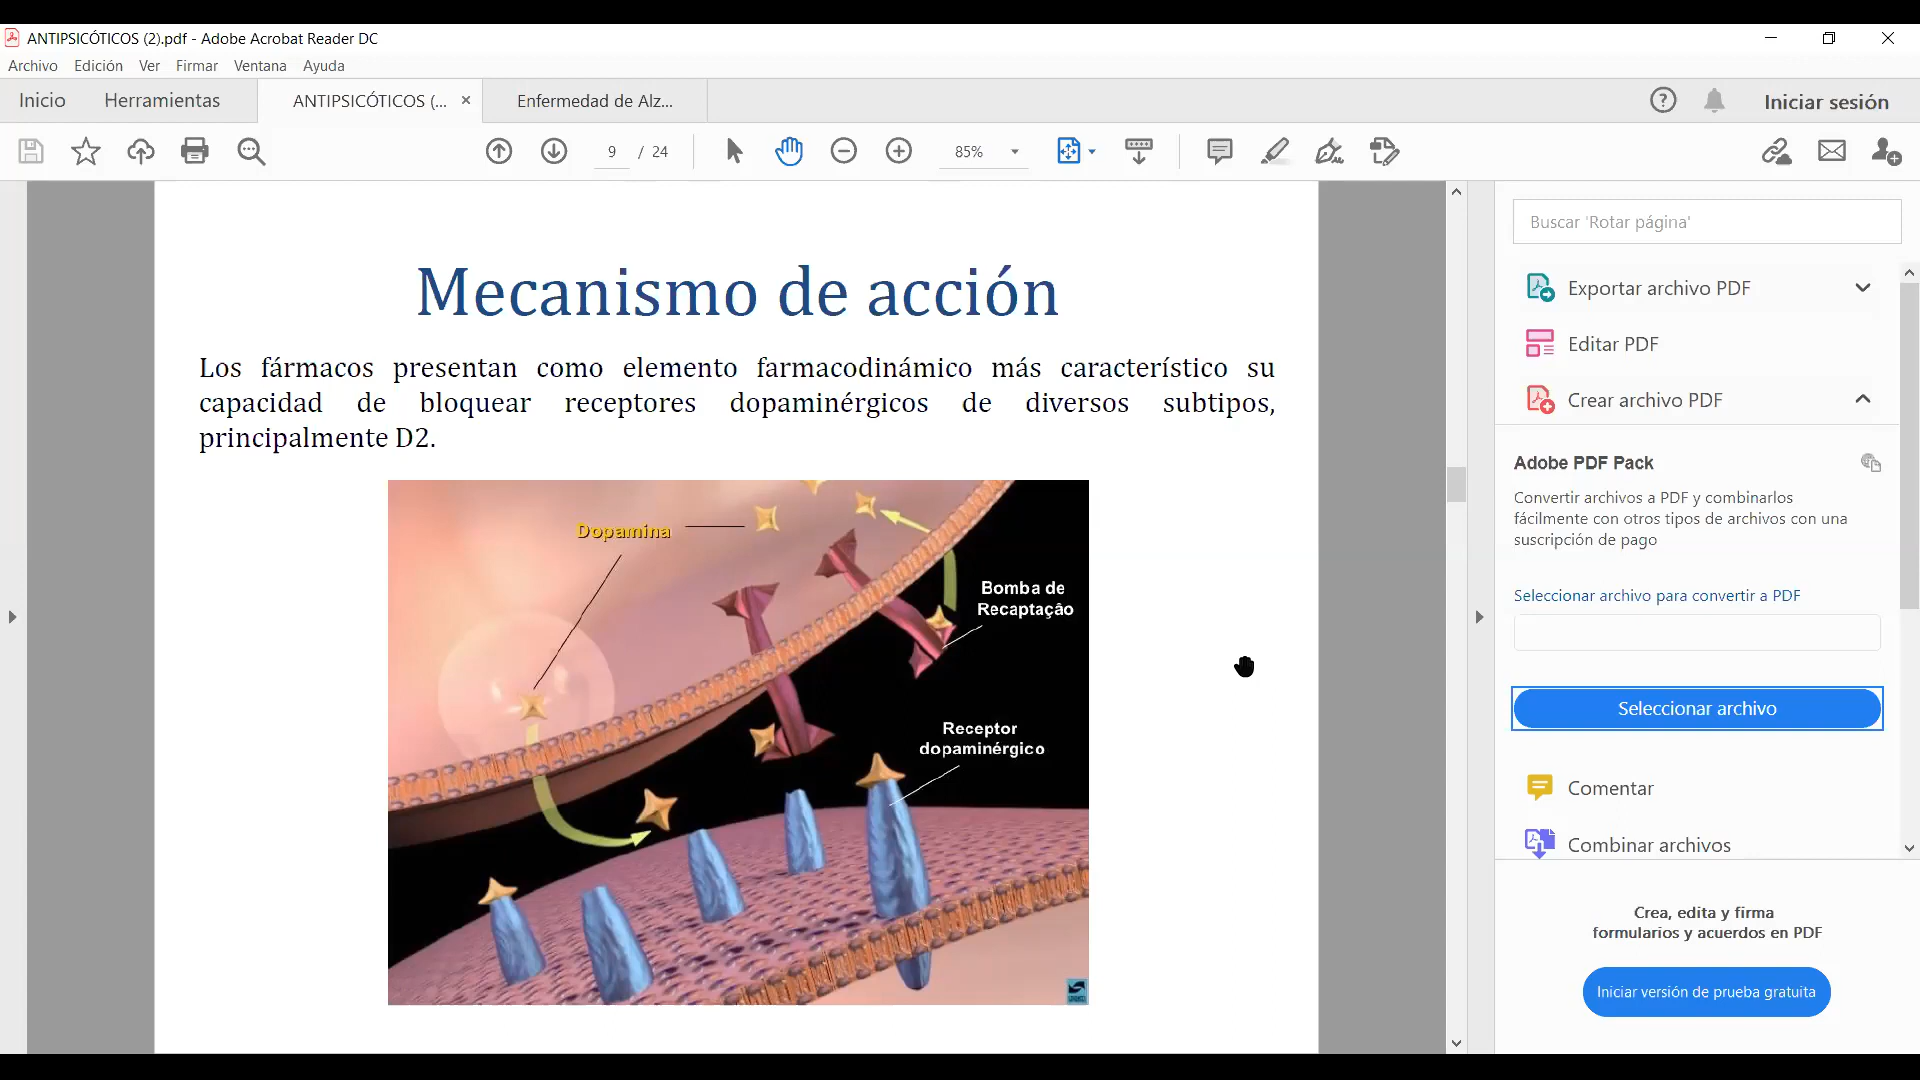 ANTIPSICÓTICOS (2).pdf - Adobe Acrobat Reader DC
Archivo Edición Ver Firmar Ventana Ayuda
Inicio Herramientas ANTIPSICÓTICOS (... Enfermedad de Alz... Iniciar sesión
9 / 24 85%
Mecanismo de acción
Los fármacos presentan como elemento farmacodinámico más característico su
capacidad de bloquear receptores dopaminérgicos de diversos subtipos,
principalmente D2.
Dopamina
Bomba de
Recaptação
Receptor
dopaminérgico
Buscar 'Rotar página'
Exportar archivo PDF
Editar PDF
Crear archivo PDF
Adobe PDF Pack
Convertir archivos a PDF y combinarlos
fácilmente con otros tipos de archivos con una
suscripción de pago
Seleccionar archivo para convertir a PDF
Seleccionar archivo
Comentar
Combinar archivos
Crea, edita y firma
formularios y acuerdos en PDF
Iniciar versión de prueba gratuita